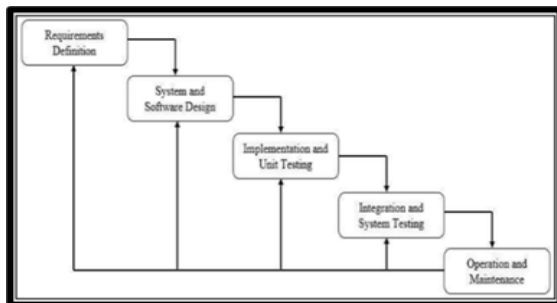 Requirements
Definition
System and
Software Design
Implementation and
Unit Testing
Integration and
System Testing
Operation and
Maintenance